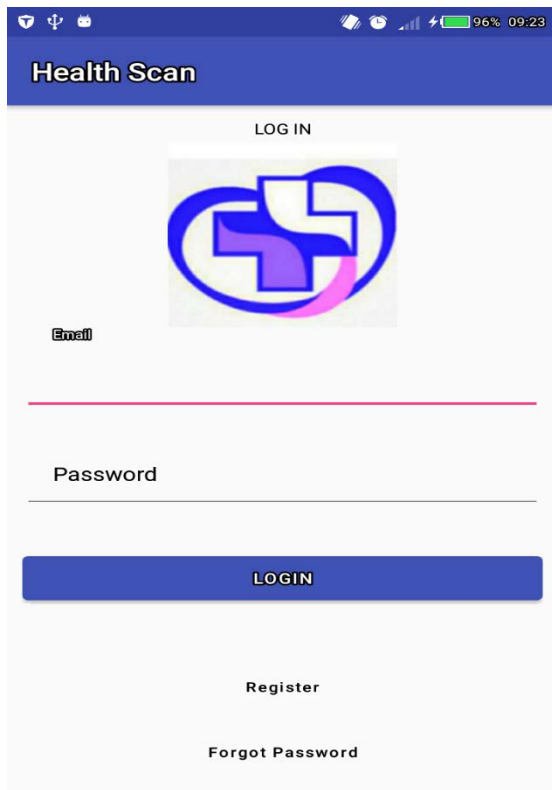 96% 09:23
Health Scan
LOG IN
Email
Password
LOGIN
Register
Forgot Password